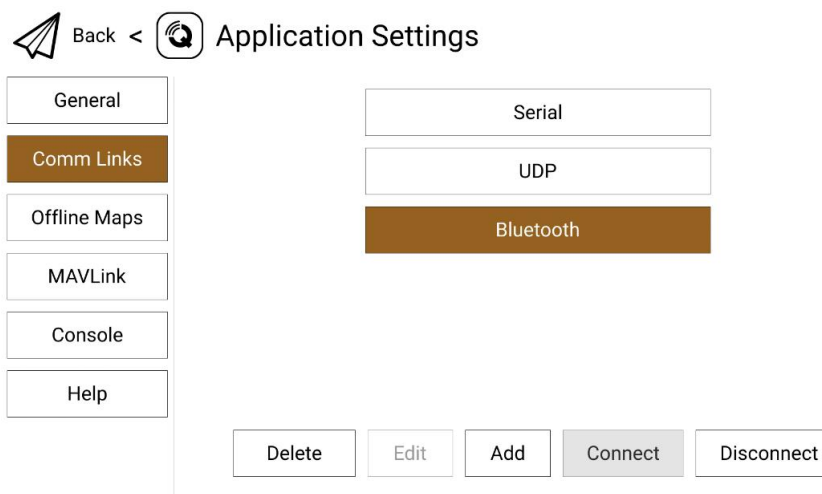 Back < Application Settings
General
Comm Links
Offline Maps
MAVLink
Console
Help
Serial
UDP
Bluetooth
Delete Edit Add Connect Disconnect